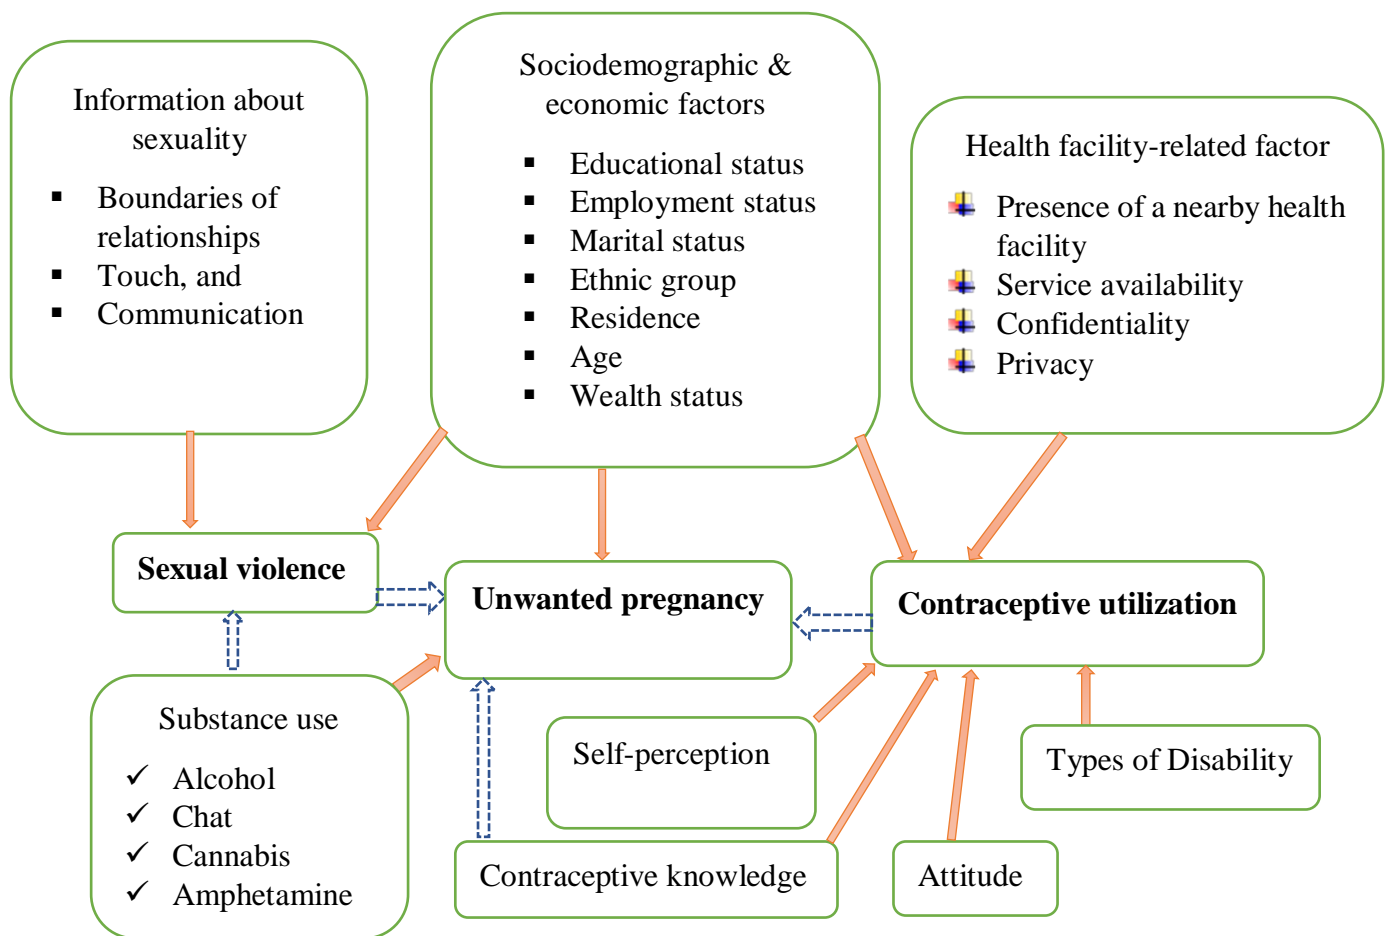 Information about
sexuality
▪ Boundaries of
relationships
▪ Touch, and
▪ Communication
Sociodemographic &
economic factors
▪ Educational status
▪ Employment status
▪ Marital status
▪ Ethnic group
▪ Residence
▪ Age
▪ Wealth status
Health facility-related factor
Presence of a nearby health
facility
Service availability
Confidentiality
Privacy
Sexual violence
Unwanted pregnancy
Contraceptive utilization
Substance use
✓ Alcohol
✓ Chat
✓ Cannabis
✓ Amphetamine
Self-perception
Types of Disability
Contraceptive knowledge
Attitude